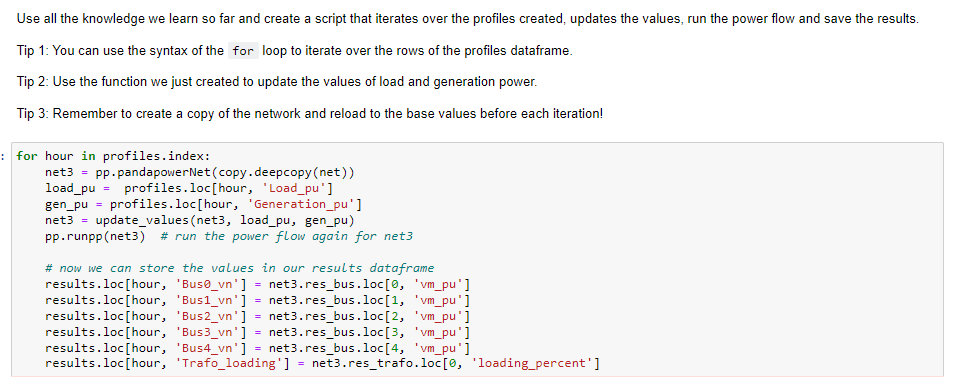 Use all the knowledge we learn so far and create a script that iterates over the profiles created, updates the values, run the power flow and save the results.
Tip 1: You can use the syntax of the for loop to iterate over the rows of the profiles dataframe.
Tip 2: Use the function we just created to update the values of load and generation power.
Tip 3: Remember to create a copy of the network and reload to the base values before each iteration!
: for hour in profiles.index:
    net3 = pp.pandapowerNet(copy.deepcopy(net))
    load_pu =  profiles.loc[hour, 'Load_pu']
    gen_pu = profiles.loc[hour, 'Generation_pu']
    net3 = update_values(net3, load_pu, gen_pu)
    pp.runpp(net3)  # run the power flow again for net3
    # now we can store the values in our results dataframe
    results.loc[hour, 'Bus0_vn'] = net3.res_bus.loc[0, 'vm_pu']
    results.loc[hour, 'Bus1_vn'] = net3.res_bus.loc[1, 'vm_pu']
    results.loc[hour, 'Bus2_vn'] = net3.res_bus.loc[2, 'vm_pu']
    results.loc[hour, 'Bus3_vn'] = net3.res_bus.loc[3, 'vm_pu']
    results.loc[hour, 'Bus4_vn'] = net3.res_bus.loc[4, 'vm_pu']
    results.loc[hour, 'Trafo_loading'] = net3.res_trafo.loc[0, 'loading_percent']